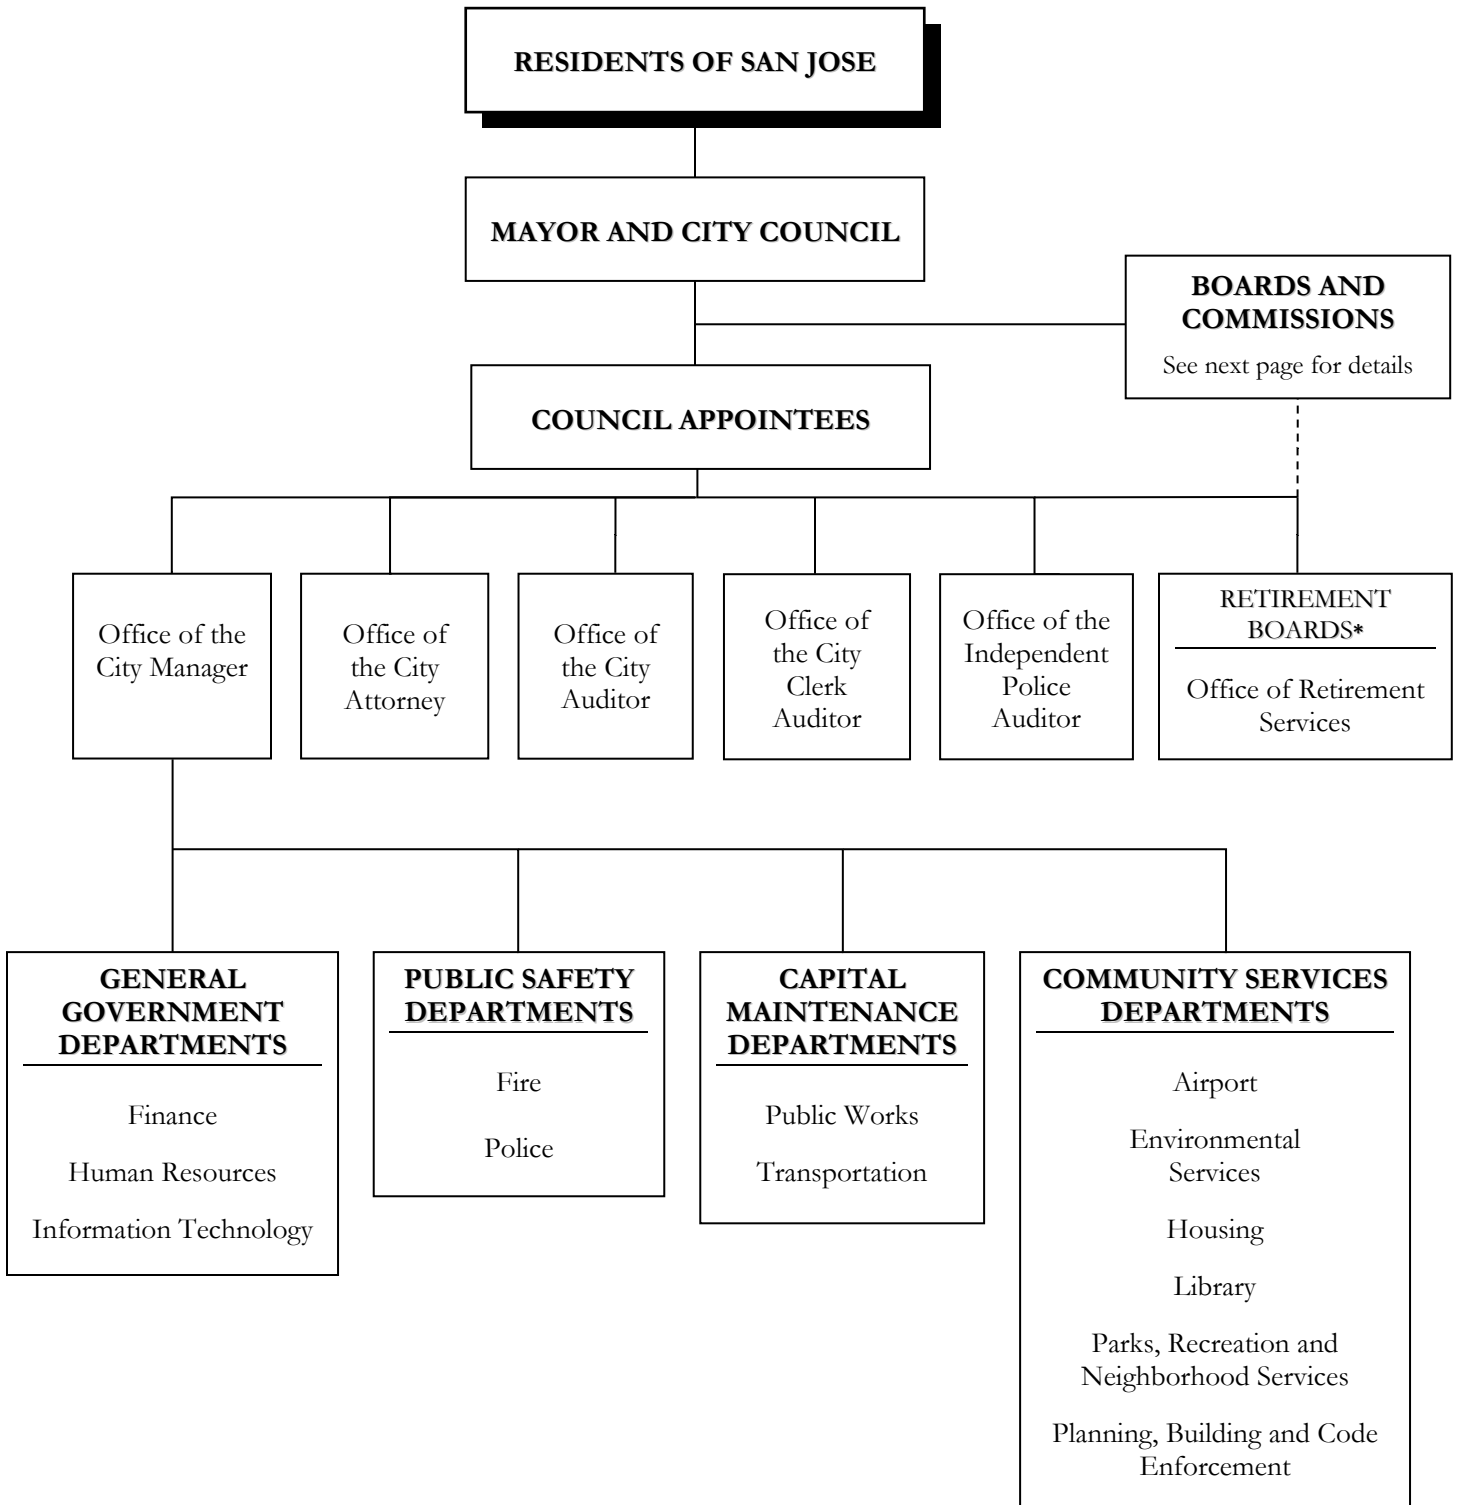 RESIDENTS OF SAN JOSE
MAYOR AND CITY COUNCIL
BOARDS AND
COMMISSIONS
See next page for details
COUNCIL APPOINTEES
Office of the
City Manager
Office of
the City
Attorney
Office of
the City
Auditor
Office of
the City
Clerk
Auditor
Office of the
Independent
Police
Auditor
RETIREMENT
BOARDS*
Office of Retirement
Services
GENERAL
GOVERNMENT
DEPARTMENTS
Finance
Human Resources
Information Technology
PUBLIC SAFETY
DEPARTMENTS
Fire
Police
CAPITAL
MAINTENANCE
DEPARTMENTS
Public Works
Transportation
COMMUNITY SERVICES
DEPARTMENTS
Airport
Environmental
Services
Housing
Library
Parks, Recreation and
Neighborhood Services
Planning, Building and Code
Enforcement